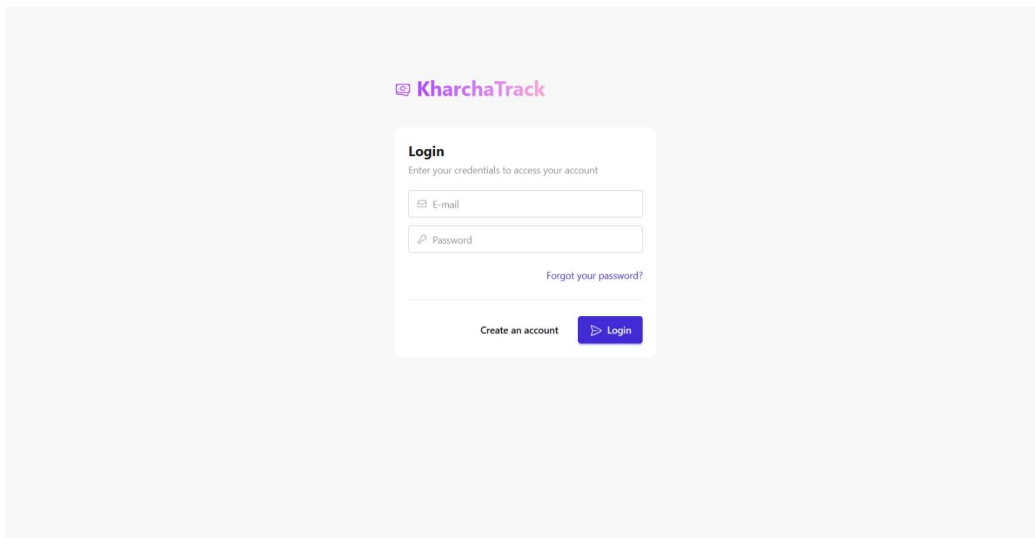 KharchaTrack
Login
Enter your credentials to access your account
E-mail
Password
Forgot your password?
Create an account
Login